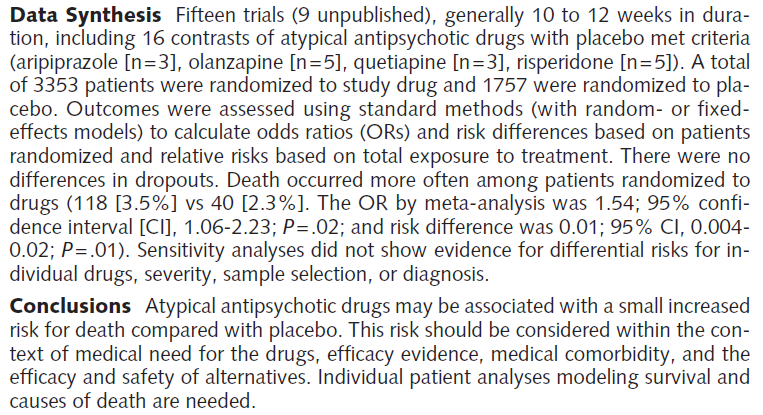 Data Synthesis Fifteen trials (9 unpublished), generally 10 to 12 weeks in dura-
tion, including 16 contrasts of atypical antipsychotic drugs with placebo met criteria
(aripiprazole [n=3], olanzapine [n=5], quetiapine [n=3], risperidone [n=5]). A total
of 3353 patients were randomized to study drug and 1757 were randomized to pla-
cebo. Outcomes were assessed using standard methods (with random- or fixed-
effects models) to calculate odds ratios (ORs) and risk differences based on patients
randomized and relative risks based on total exposure to treatment. There were no
differences in dropouts. Death occurred more often among patients randomized to
drugs (118 [3.5%] vs 40 [2.3%]. The OR by meta-analysis was 1.54; 95% confi-
dence interval [CI], 1.06-2.23; P=.02; and risk difference was 0.01; 95% CI, 0.004-
0.02; P=.01). Sensitivity analyses did not show evidence for differential risks for in-
dividual drugs, severity, sample selection, or diagnosis.
Conclusions Atypical antipsychotic drugs may be associated with a small increased
risk for death compared with placebo. This risk should be considered within the con-
text of medical need for the drugs, efficacy evidence, medical comorbidity, and the
efficacy and safety of alternatives. Individual patient analyses modeling survival and
causes of death are needed.